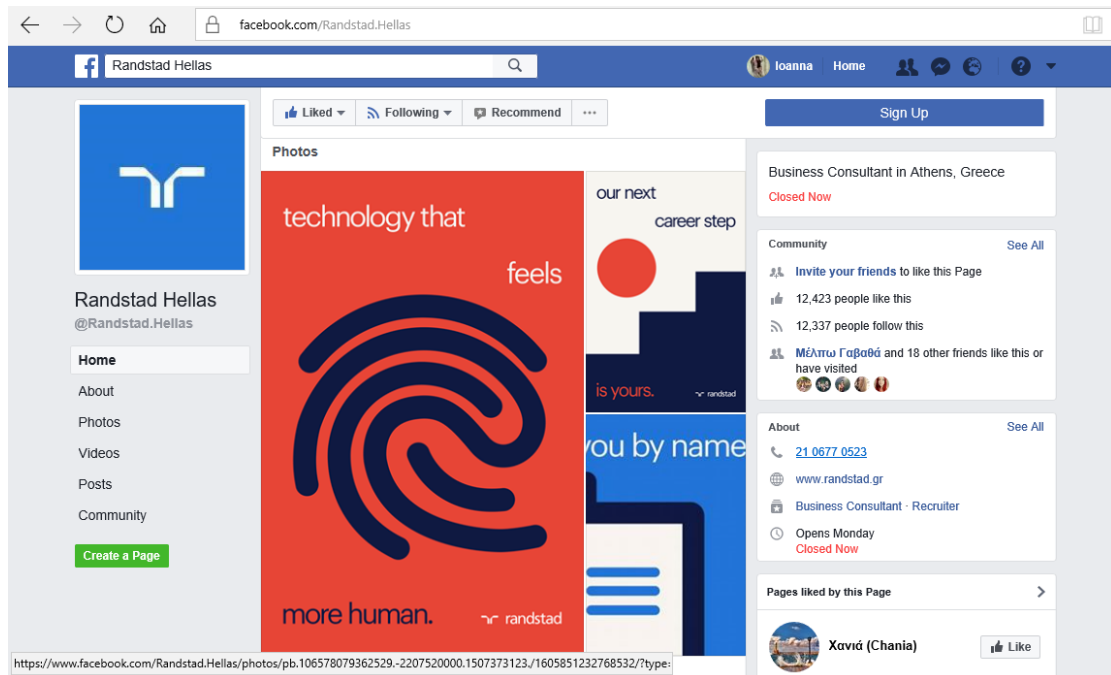 facebook.com/Randstad.Hellas
Randstad Hellas
Ioanna
Home
Liked
Following
Recommend
Sign Up
Randstad Hellas
@Randstad.Hellas
Home
About
Photos
Videos
Posts
Community
Create a Page
Photos
technology that
feels
more human.
randstad
our next
career step
is yours.
randstad
you by name
Business Consultant in Athens, Greece
Closed Now
Community
See All
Invite your friends to like this Page
12,423 people like this
12,337 people follow this
Μέλπω Γαβαθά and 18 other friends like this or
have visited
About
See All
21 0677 0523
www.randstad.gr
Business Consultant · Recruiter
Opens Monday
Closed Now
Pages liked by this Page
Χανιά (Chania)
Like
https://www.facebook.com/Randstad.Hellas/photos/pb.106578079362529.-2207520000.1507373123./1605851232768532/?type: